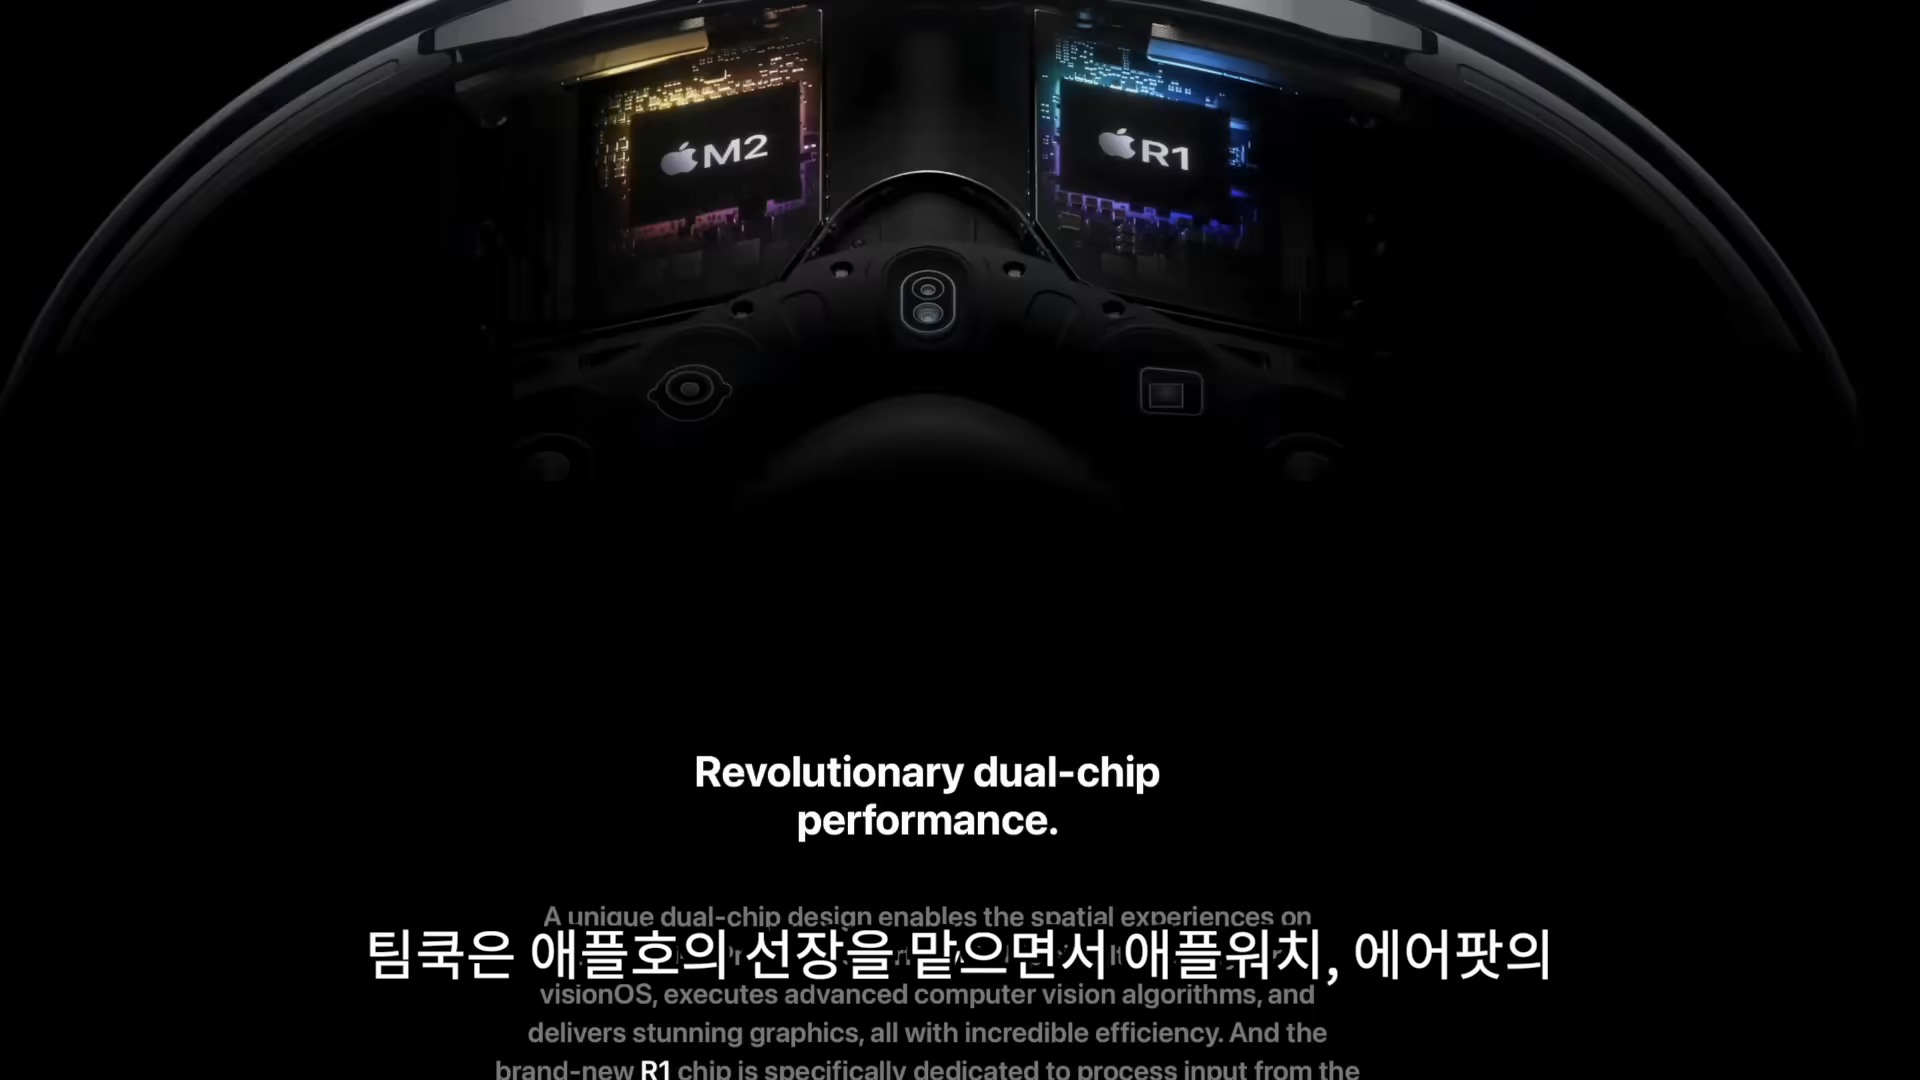 M2
R1
Revolutionary dual-chip
performance.
A unique dual-chip design enables the spatial experiences on
팀쿡은 애플호의 선장을 맡으면서 애플워치, 에어팟의
visionOS, executes advanced computer vision algorithms, and
delivers stunning graphics, all with incredible efficiency. And the
brand-new R1 chip is specifically dedicated to process input from the